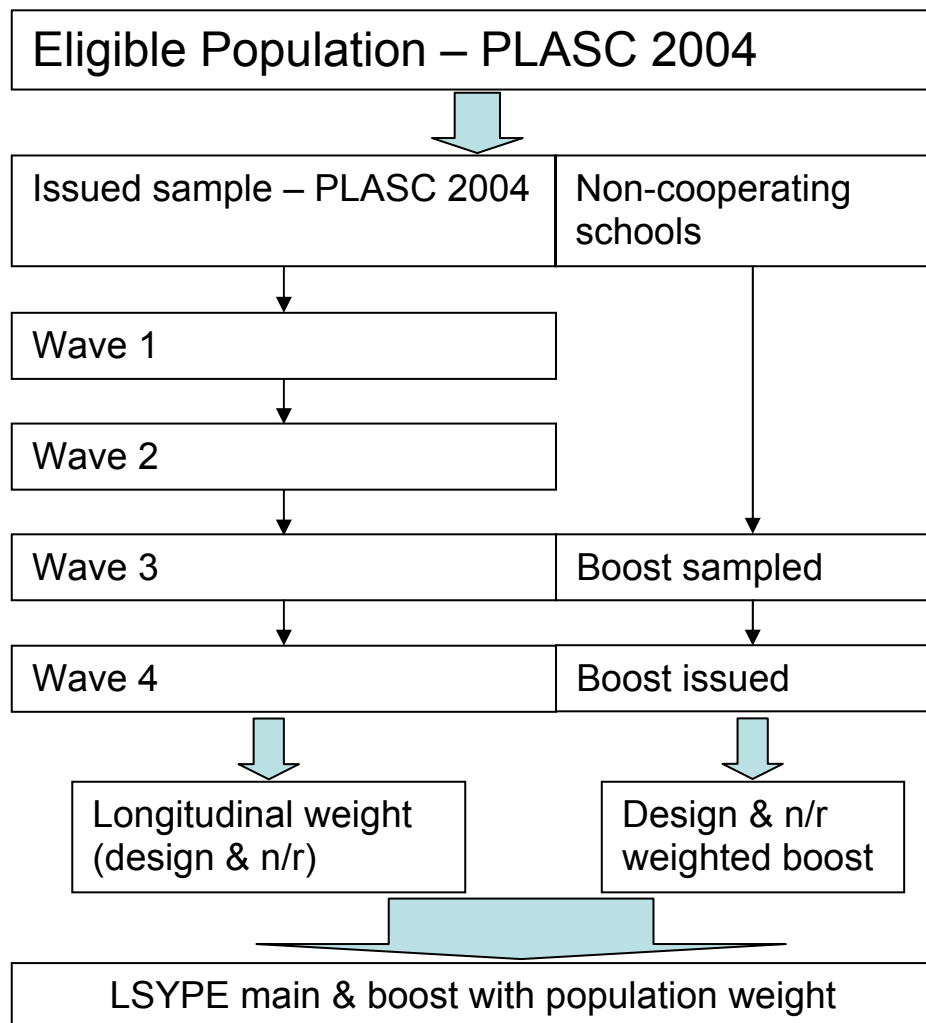 Eligible Population – PLASC 2004
Issued sample – PLASC 2004
Non-cooperating
schools
Wave 1
Wave 2
Wave 3
Boost sampled
Wave 4
Boost issued
Longitudinal weight
(design & n/r)
Design & n/r
weighted boost
LSYPE main & boost with population weight